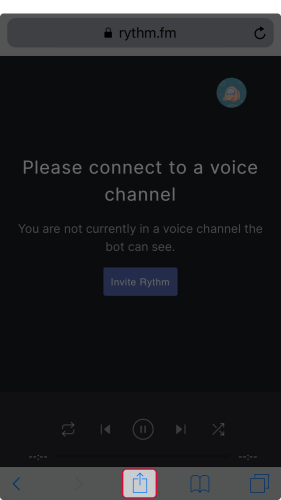 rythm.fm
Please connect to a voice
channel
You are not currently in a voice channel the
bot can see.
Invite Rythm
--:-- --:--